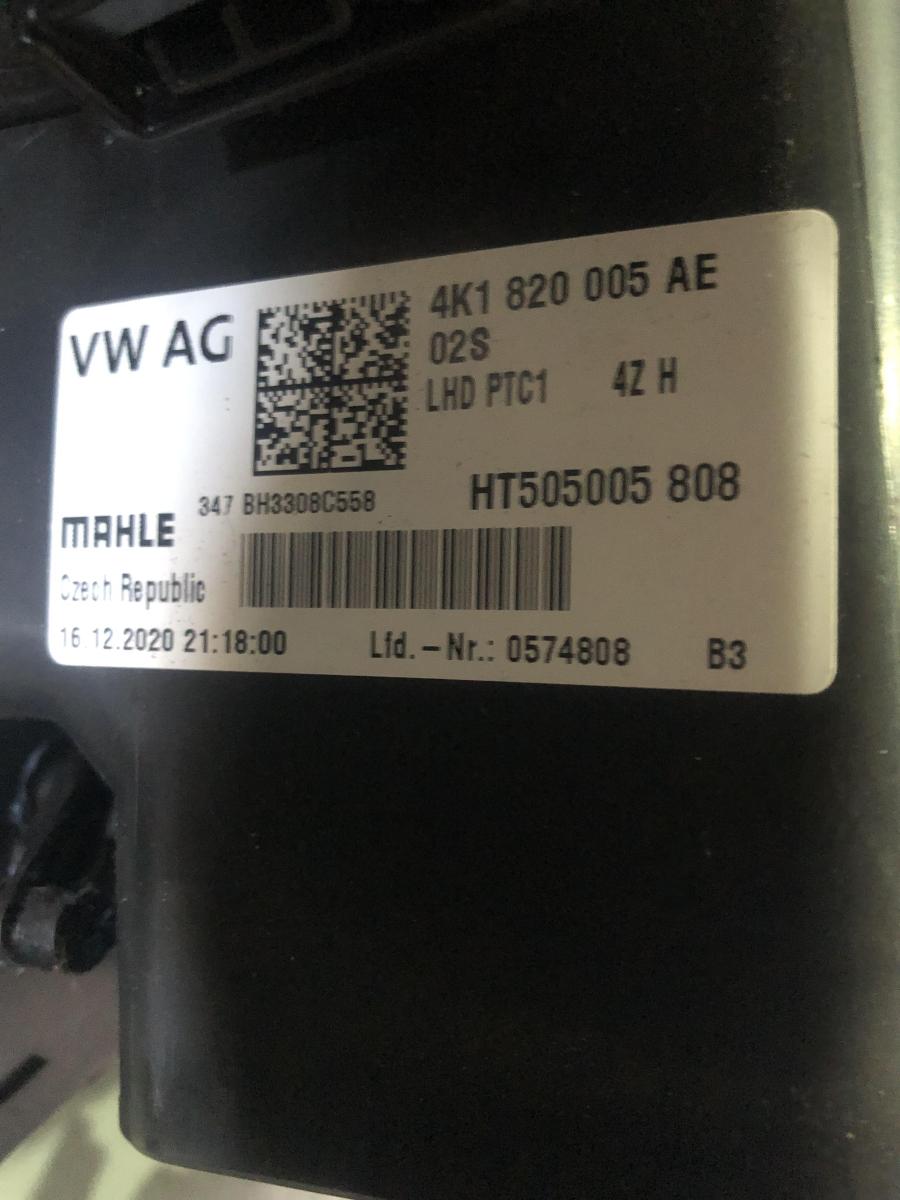 VW AG
4K1 820 005 AE
02S
LHD PTC1 4Z H
347 BH3308C558
HT505005 808
MAHLE
Czech Republic
16.12.2020 21:18:00 Lfd.-Nr.: 0574808 B3